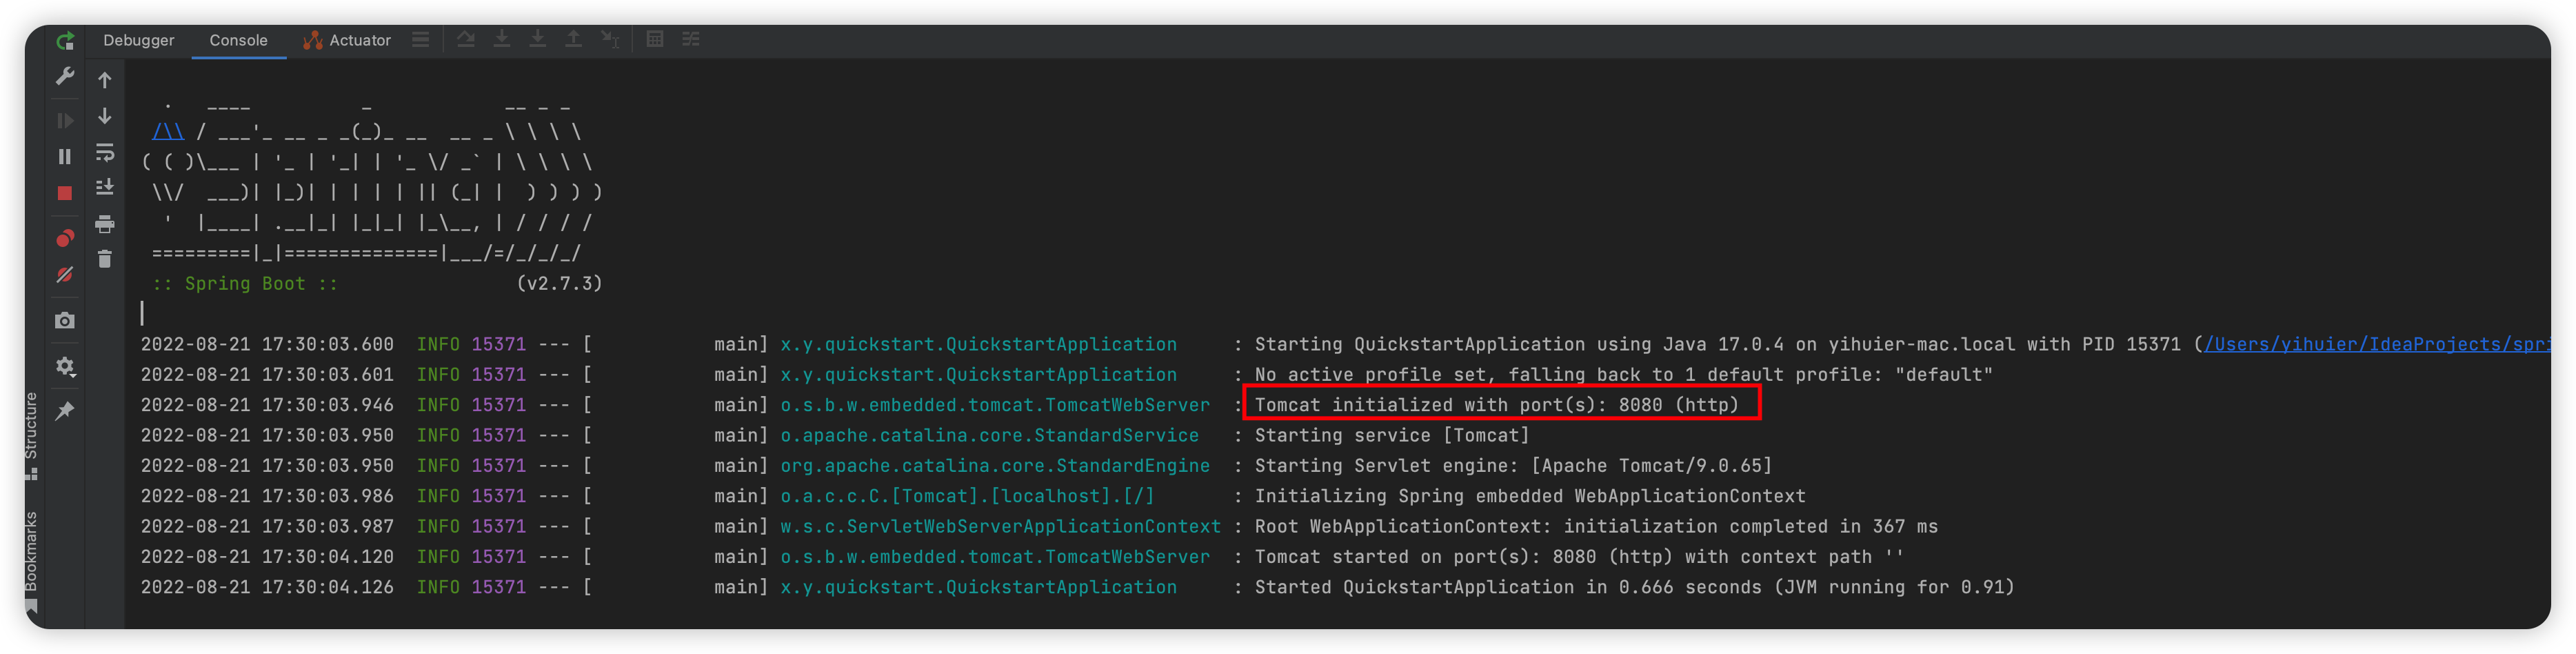 Debugger Console Actuator
  .   ____          _            __ _ _
 /\\ / ___'_ __ _ _(_)_ __  __ _ \ \ \ \
( ( )\___ | '_ | '_| | '_ \/ _` | \ \ \ \
 \\/  ___)| |_)| | | | | || (_| |  ) ) ) )
  '  |____| .__|_| |_|_| |_\__, | / / / /
 =========|_|==============|___/=/_/_/_/
 :: Spring Boot ::                (v2.7.3)
2022-08-21 17:30:03.600  INFO 15371 --- [           main] x.y.quickstart.QuickstartApplication     : Starting QuickstartApplication using Java 17.0.4 on yihuier-mac.local with PID 15371 (/Users/yihuier/IdeaProjects/spri
2022-08-21 17:30:03.601  INFO 15371 --- [           main] x.y.quickstart.QuickstartApplication     : No active profile set, falling back to 1 default profile: "default"
2022-08-21 17:30:03.946  INFO 15371 --- [           main] o.s.b.w.embedded.tomcat.TomcatWebServer  : Tomcat initialized with port(s): 8080 (http)
2022-08-21 17:30:03.950  INFO 15371 --- [           main] o.apache.catalina.core.StandardService   : Starting service [Tomcat]
2022-08-21 17:30:03.950  INFO 15371 --- [           main] org.apache.catalina.core.StandardEngine  : Starting Servlet engine: [Apache Tomcat/9.0.65]
2022-08-21 17:30:03.986  INFO 15371 --- [           main] o.a.c.c.C.[Tomcat].[localhost].[/]       : Initializing Spring embedded WebApplicationContext
2022-08-21 17:30:03.987  INFO 15371 --- [           main] w.s.c.ServletWebServerApplicationContext : Root WebApplicationContext: initialization completed in 367 ms
2022-08-21 17:30:04.120  INFO 15371 --- [           main] o.s.b.w.embedded.tomcat.TomcatWebServer  : Tomcat started on port(s): 8080 (http) with context path ''
2022-08-21 17:30:04.126  INFO 15371 --- [           main] x.y.quickstart.QuickstartApplication     : Started QuickstartApplication in 0.666 seconds (JVM running for 0.91)
Structure
Bookmarks